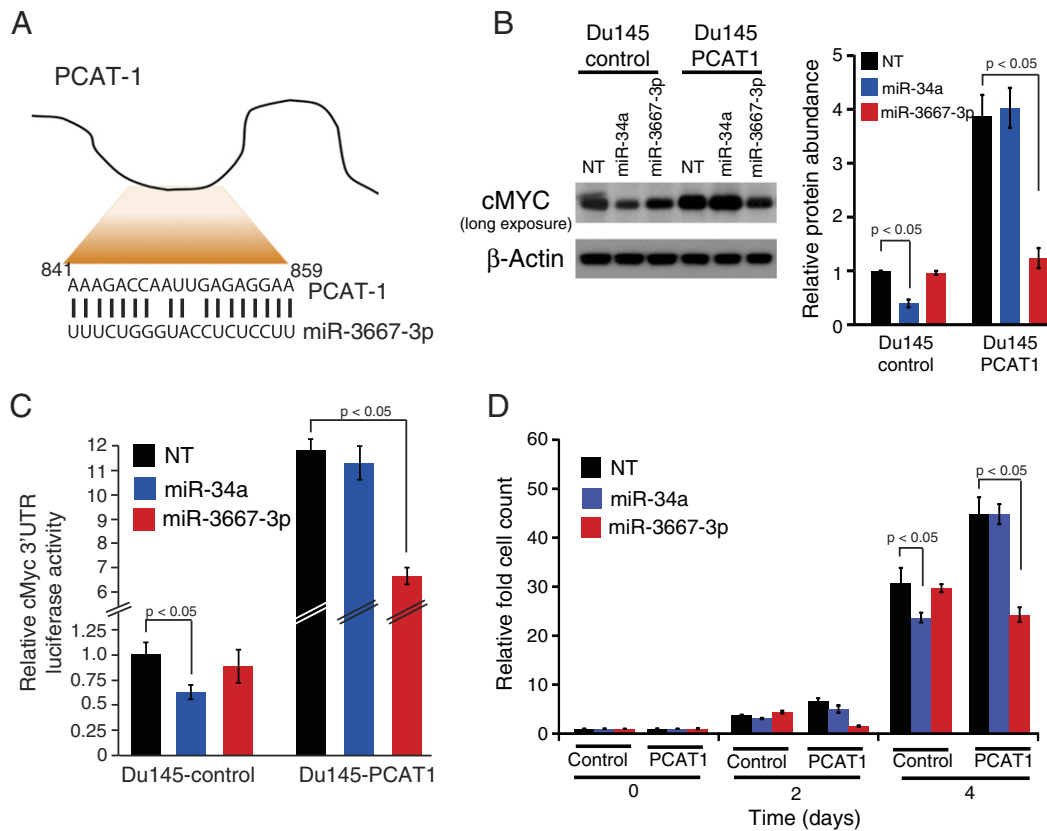 A
PCAT-1
841
859
AAAGACCAAUUGAGAGGAA
PCAT-1
UUUCUGGGUACCUCUCCUU
miR-3667-3p
B
Du145
control
Du145
PCAT1
NT
miR-34a
miR-3667-3p
NT
miR-34a
miR-3667-3p
cMYC
(long exposure)
β-Actin
Relative protein abundance
5
4
3
2
1
0
NT
miR-34a
miR-3667-3p
p < 0.05
p < 0.05
Du145
control
Du145
PCAT1
C
Relative cMyc 3'UTR
luciferase activity
12
11
10
9
8
7
6
1.25
1.0
0.75
0.5
0.25
0
NT
miR-34a
miR-3667-3p
p < 0.05
p < 0.05
Du145-control
Du145-PCAT1
D
Relative fold cell count
60
50
40
30
20
10
0
NT
miR-34a
miR-3667-3p
p < 0.05
p < 0.05
Control
PCAT1
Control
PCAT1
Control
PCAT1
0
2
4
Time (days)